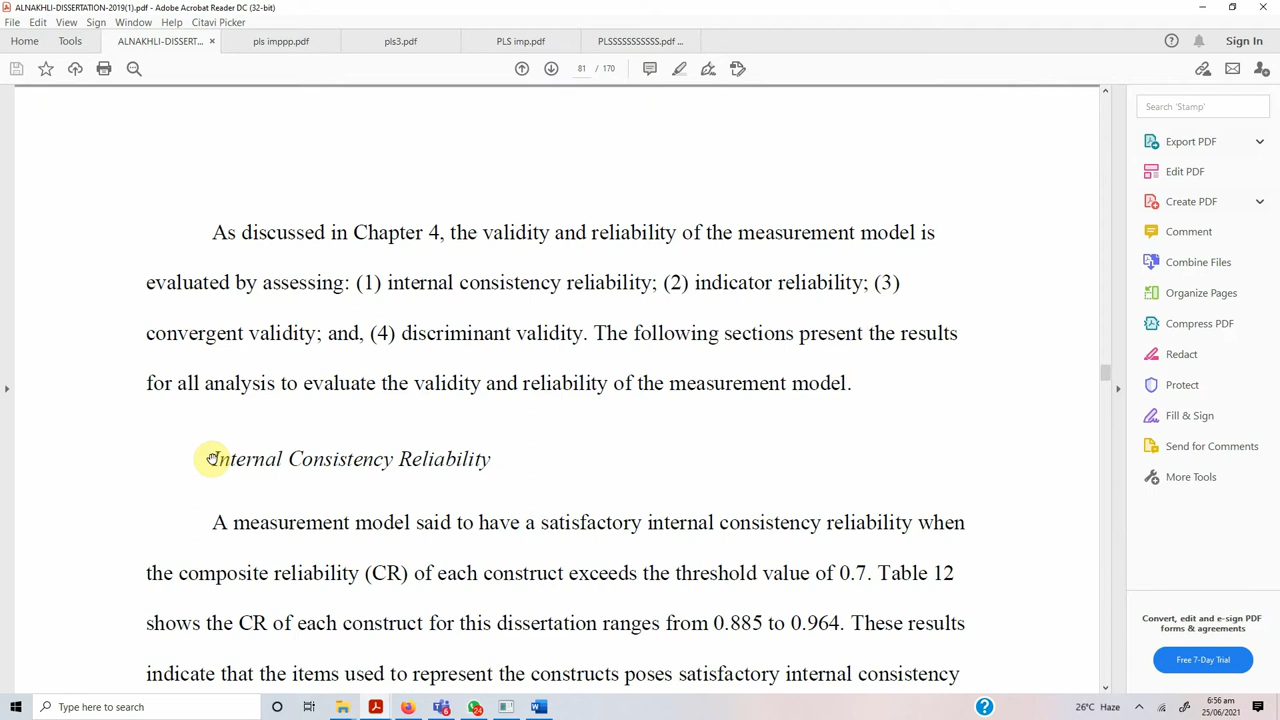 ALNAKHLI-DISSERTATION-2019(1).pdf - Adobe Acrobat Reader DC (32-bit)
File Edit View Sign Window Help Citavi Picker
Home Tools ALNAKHLI-DISSERT... × pls imppp.pdf pls3.pdf PLS imp.pdf PLSSSSSSSSSS.pdf ... Sign In
81 / 170
Search 'Stamp'
Export PDF
Edit PDF
Create PDF
Comment
Combine Files
Organize Pages
Compress PDF
Redact
Protect
Fill & Sign
Send for Comments
More Tools
Convert, edit and e-sign PDF
forms & agreements
Free 7-Day Trial
As discussed in Chapter 4, the validity and reliability of the measurement model is
evaluated by assessing: (1) internal consistency reliability; (2) indicator reliability; (3)
convergent validity; and, (4) discriminant validity. The following sections present the results
for all analysis to evaluate the validity and reliability of the measurement model.
Internal Consistency Reliability
A measurement model said to have a satisfactory internal consistency reliability when
the composite reliability (CR) of each construct exceeds the threshold value of 0.7. Table 12
shows the CR of each construct for this dissertation ranges from 0.885 to 0.964. These results
indicate that the items used to represent the constructs poses satisfactory internal consistency
Type here to search 6 24 26°C Haze 6:56 am
25/06/2021